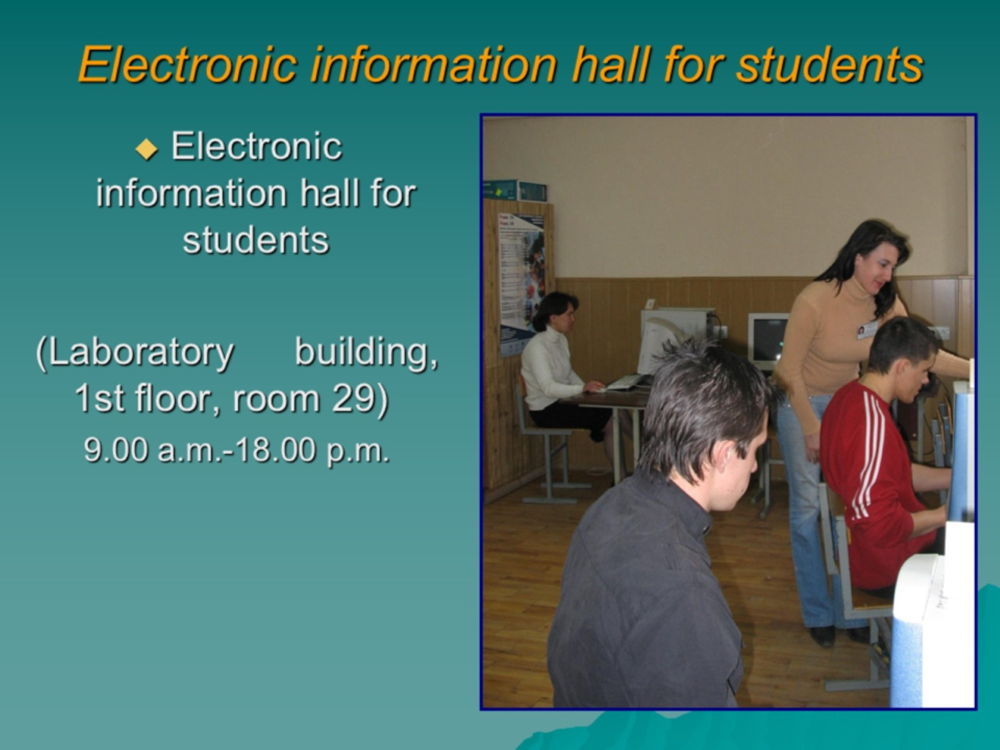 Electronic information hall for students
Electronic
information hall for
students
(Laboratory building,
1st floor, room 29)
9.00 a.m.-18.00 p.m.